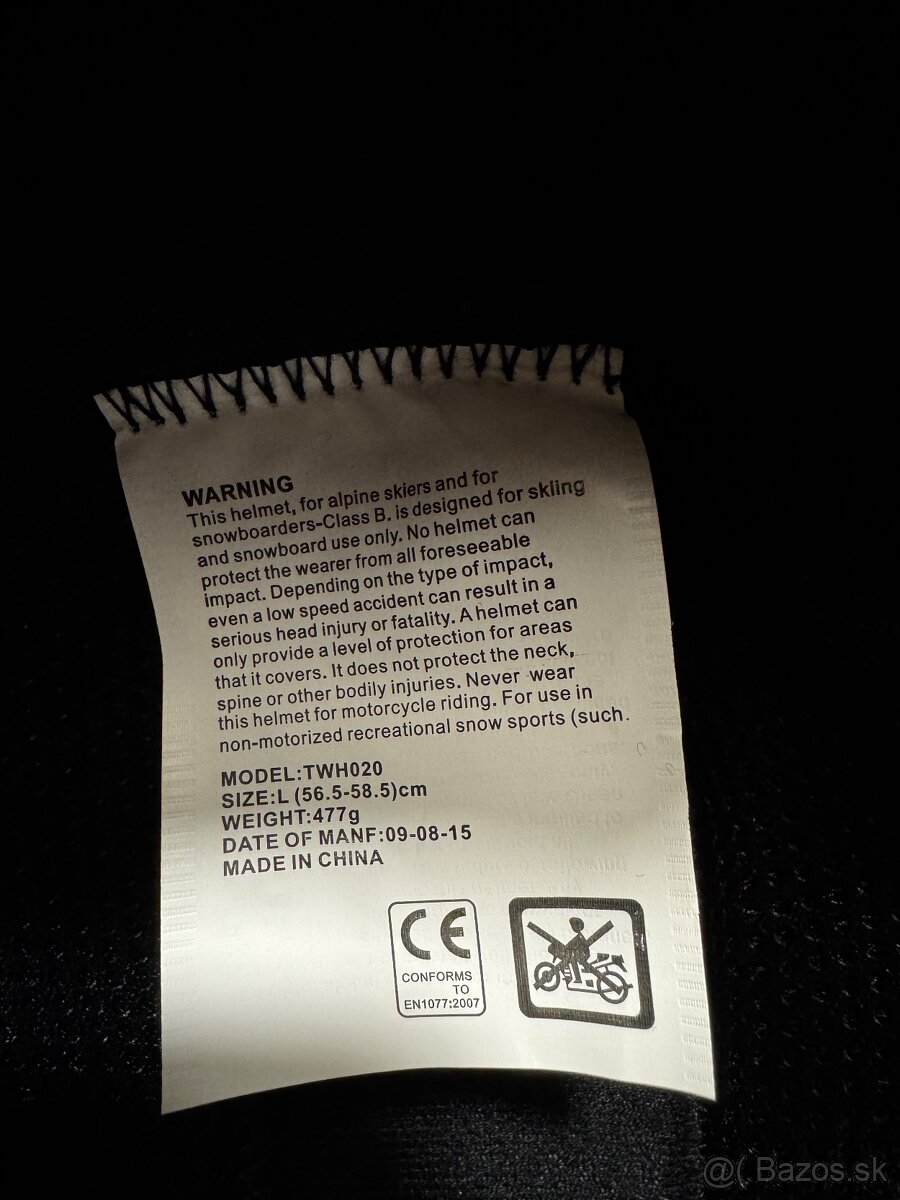 WARNING
This helmet, for alpine skiers and for
snowboarders-Class B. is designed for skiing
and snowboard use only. No helmet can
protect the wearer from all foreseeable
impact. Depending on the type of impact,
even a low speed accident can result in a
serious head injury or fatality. A helmet can
only provide a level of protection for areas
that it covers. It does not protect the neck,
spine or other bodily injuries. Never wear
this helmet for motorcycle riding. For use in
non-motorized recreational snow sports (such.
MODEL:TWH020
SIZE:L (56.5-58.5)cm
WEIGHT:477g
DATE OF MANF:09-08-15
MADE IN CHINA
CE
CONFORMS
TO
EN1077:2007
@( Bazos.sk